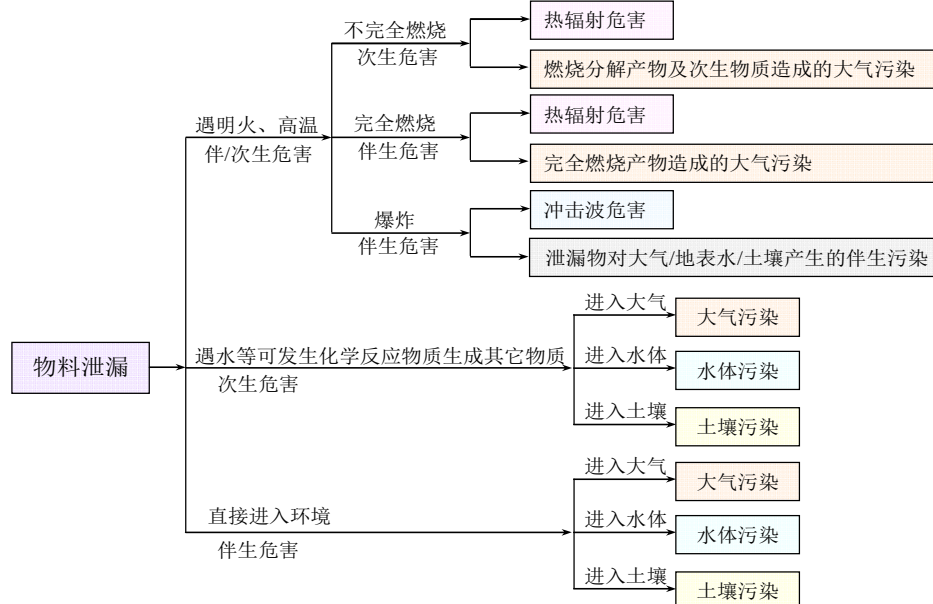 不完全燃烧
次生危害
热辐射危害
燃烧分解产物及次生物质造成的大气污染
遇明火、高温
伴/次生危害
完全燃烧
伴生危害
热辐射危害
完全燃烧产物造成的大气污染
爆炸
伴生危害
冲击波危害
泄漏物对大气/地表水/土壤产生的伴生污染
物料泄漏
遇水等可发生化学反应物质生成其它物质
次生危害
进入大气
大气污染
进入水体
水体污染
进入土壤
土壤污染
直接进入环境
伴生危害
进入大气
大气污染
进入水体
水体污染
进入土壤
土壤污染